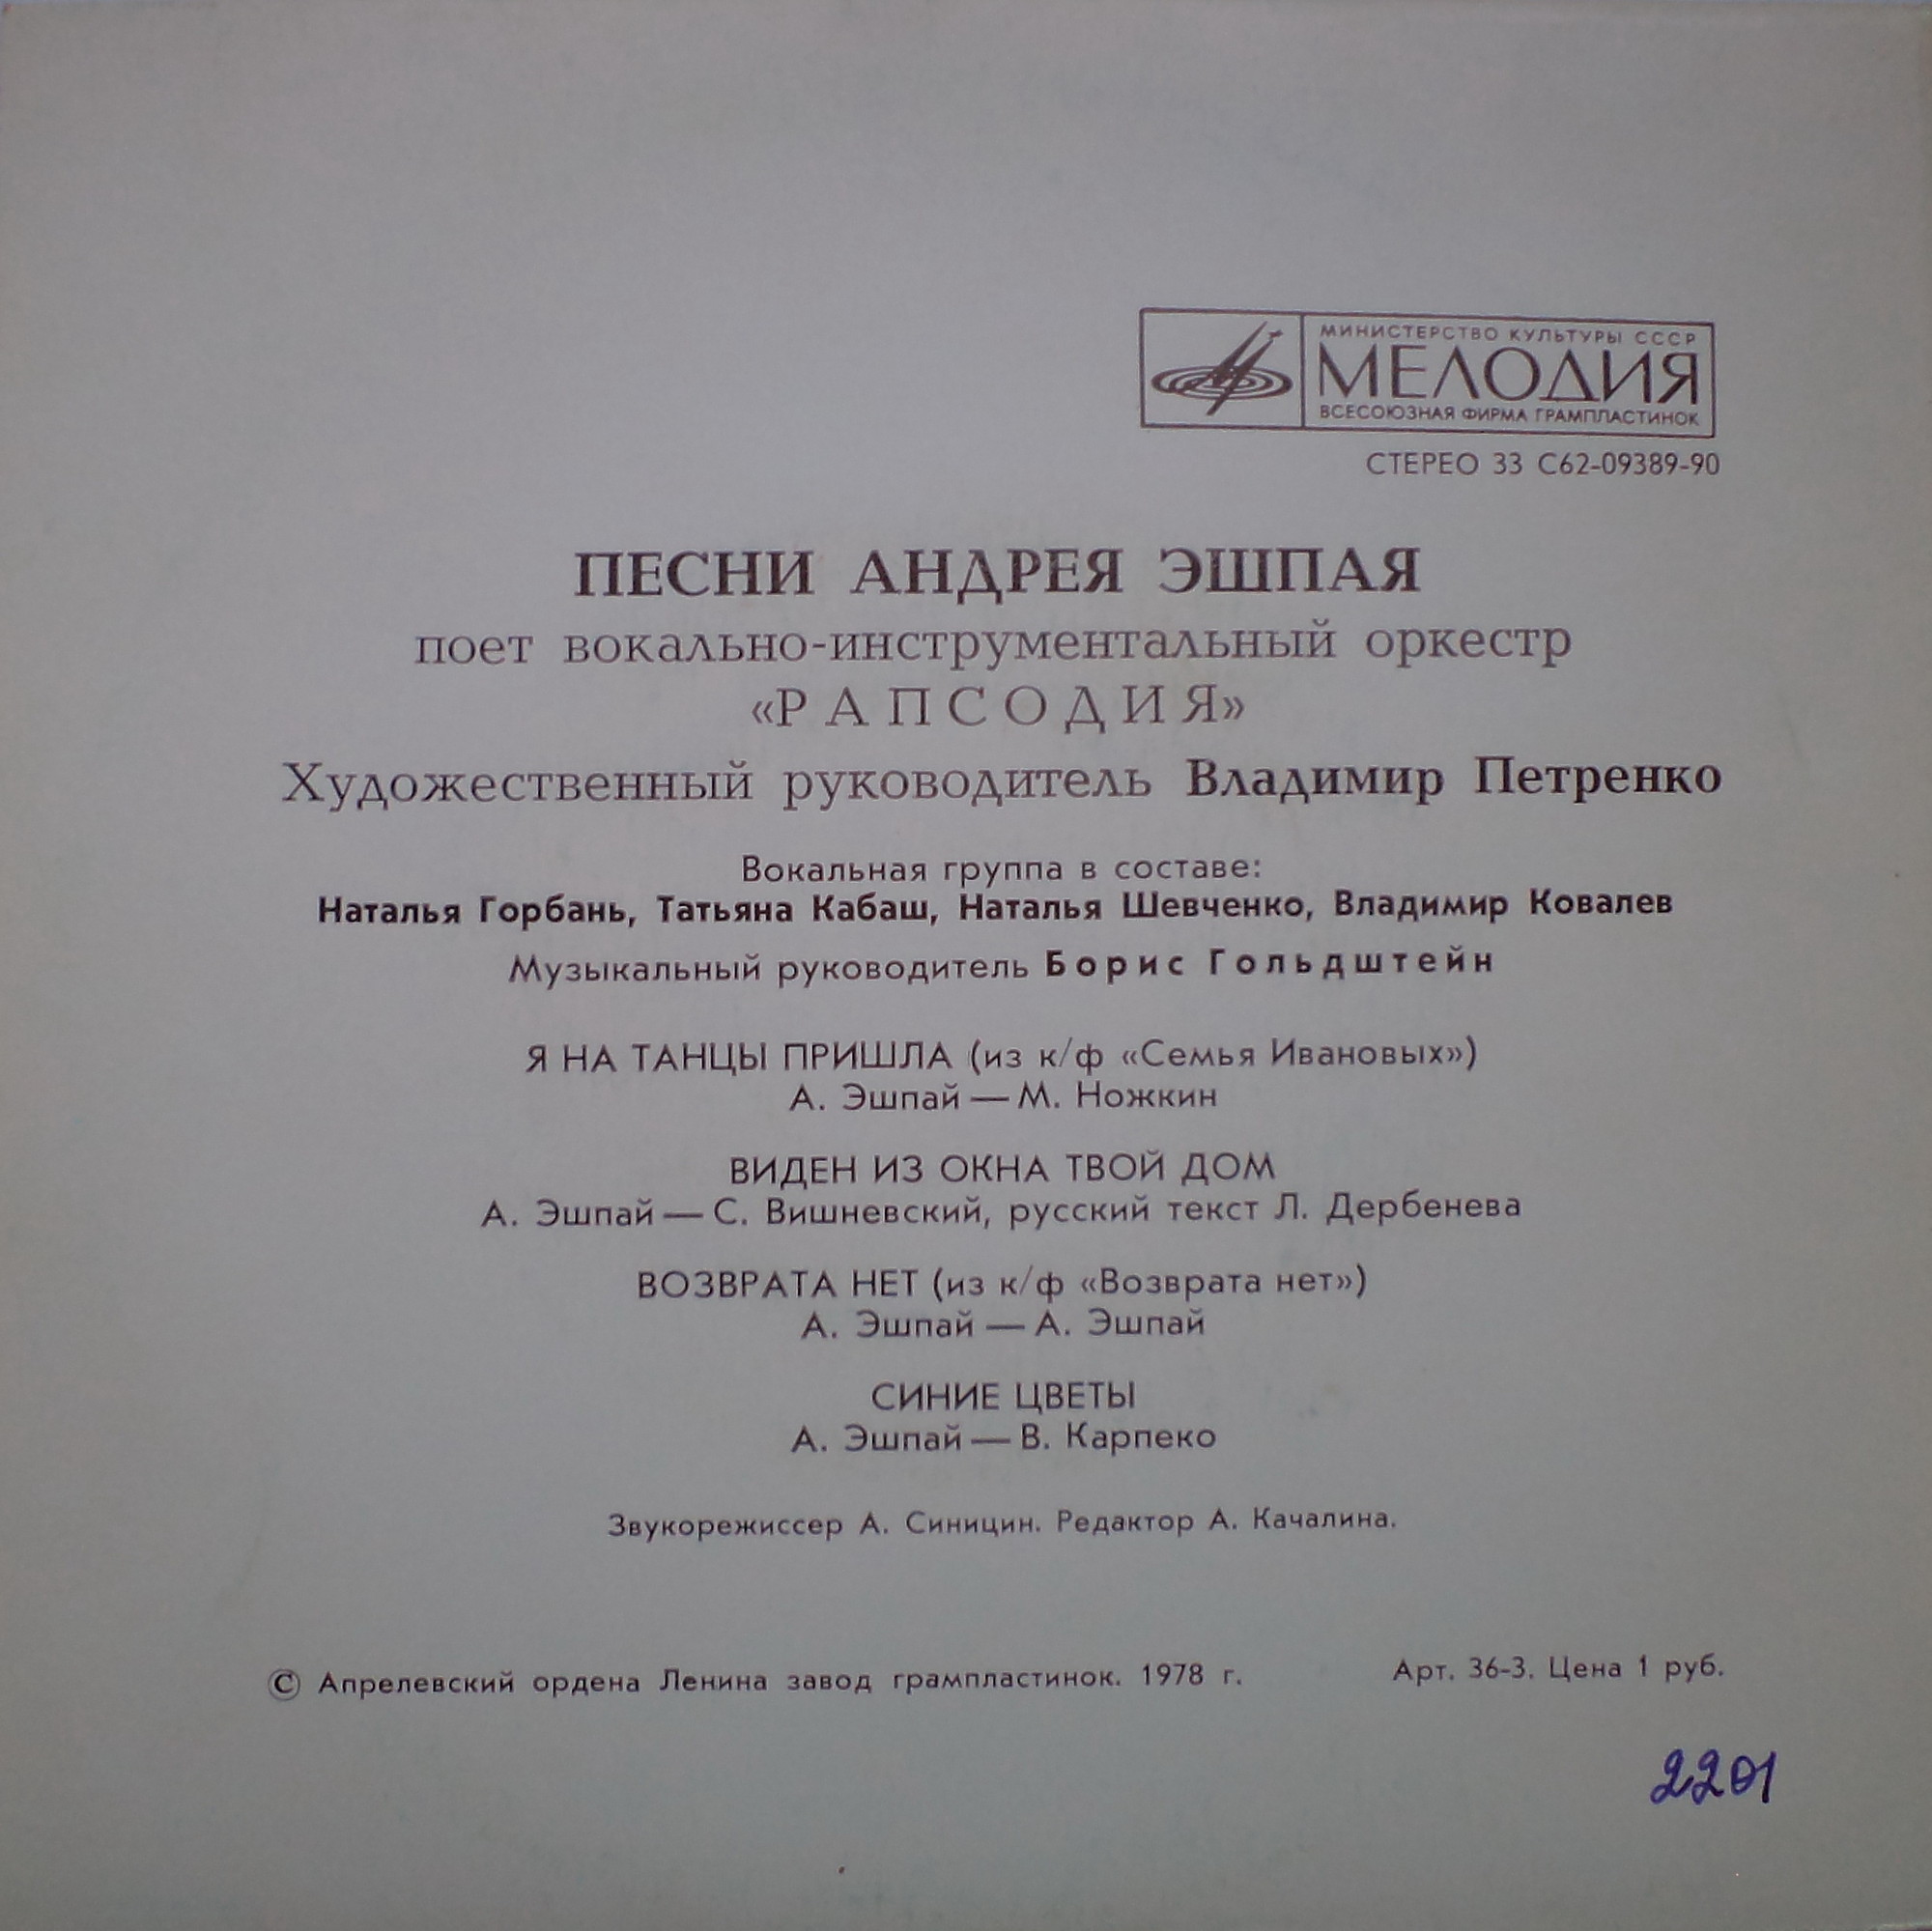 МИНИСТЕРСТВО КУЛЬТУРЫ СССР
МЕЛОДИЯ
ВСЕСОЮЗНАЯ ФИРМА ГРАМПЛАСТИНОК
СТЕРЕО 33 С62-09389-90
ПЕСНИ АНДРЕЯ ЭШПАЯ
поет вокально-инструментальный оркестр
«РАПСОДИЯ»
Художественный руководитель Владимир Петренко
Вокальная группа в составе:
Наталья Горбань, Татьяна Кабаш, Наталья Шевченко, Владимир Ковалев
Музыкальный руководитель Борис Гольдштейн
Я НА ТАНЦЫ ПРИШЛА (из к/ф «Семья Ивановых»)
А. Эшпай — М. Ножкин
ВИДЕН ИЗ ОКНА ТВОЙ ДОМ
А. Эшпай — С. Вишневский, русский текст Л. Дербенева
ВОЗВРАТА НЕТ (из к/ф «Возврата нет»)
А. Эшпай — А. Эшпай
СИНИЕ ЦВЕТЫ
А. Эшпай — В. Карпеко
Звукорежиссер А. Синицин. Редактор А. Качалина.
© Апрелевский ордена Ленина завод грампластинок. 1978 г.
Арт. 36-3. Цена 1 руб.
2201